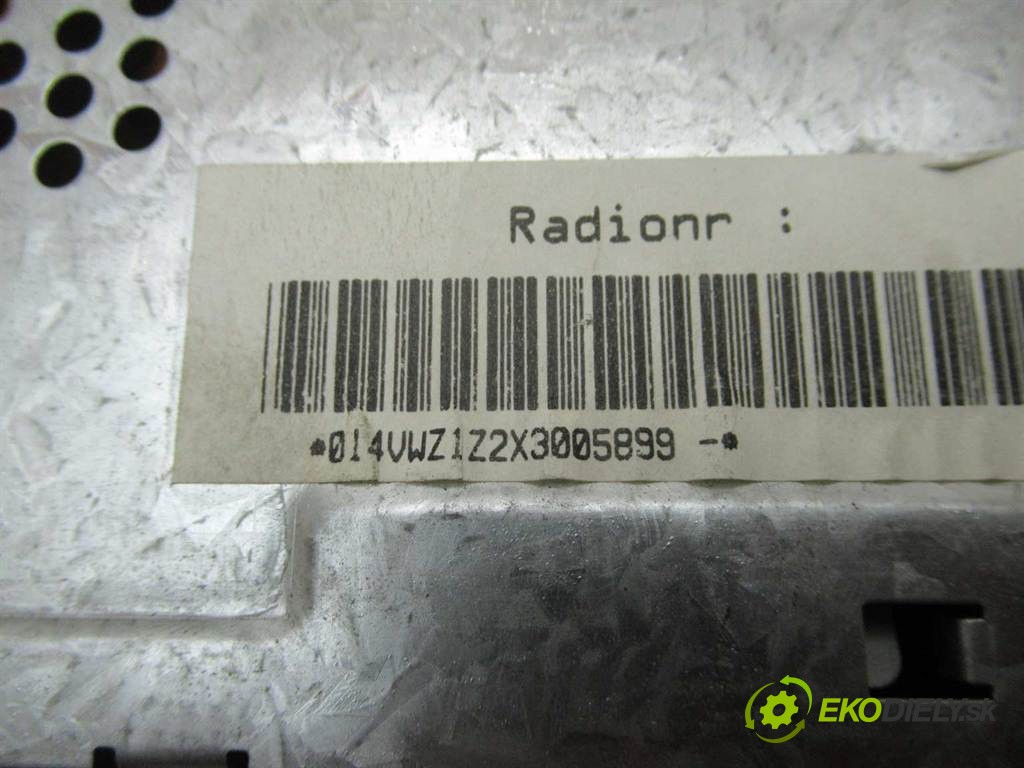 Radionr :
*014VWZ1Z2X3005899 -*
EKODIELY.SK